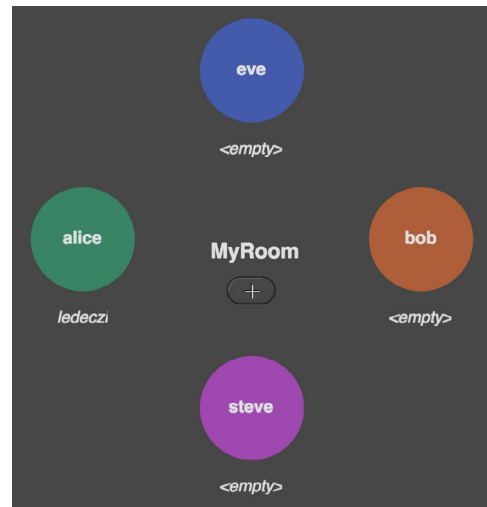 eve
<empty>
alice
ledeczi
MyRoom
+
bob
<empty>
steve
<empty>